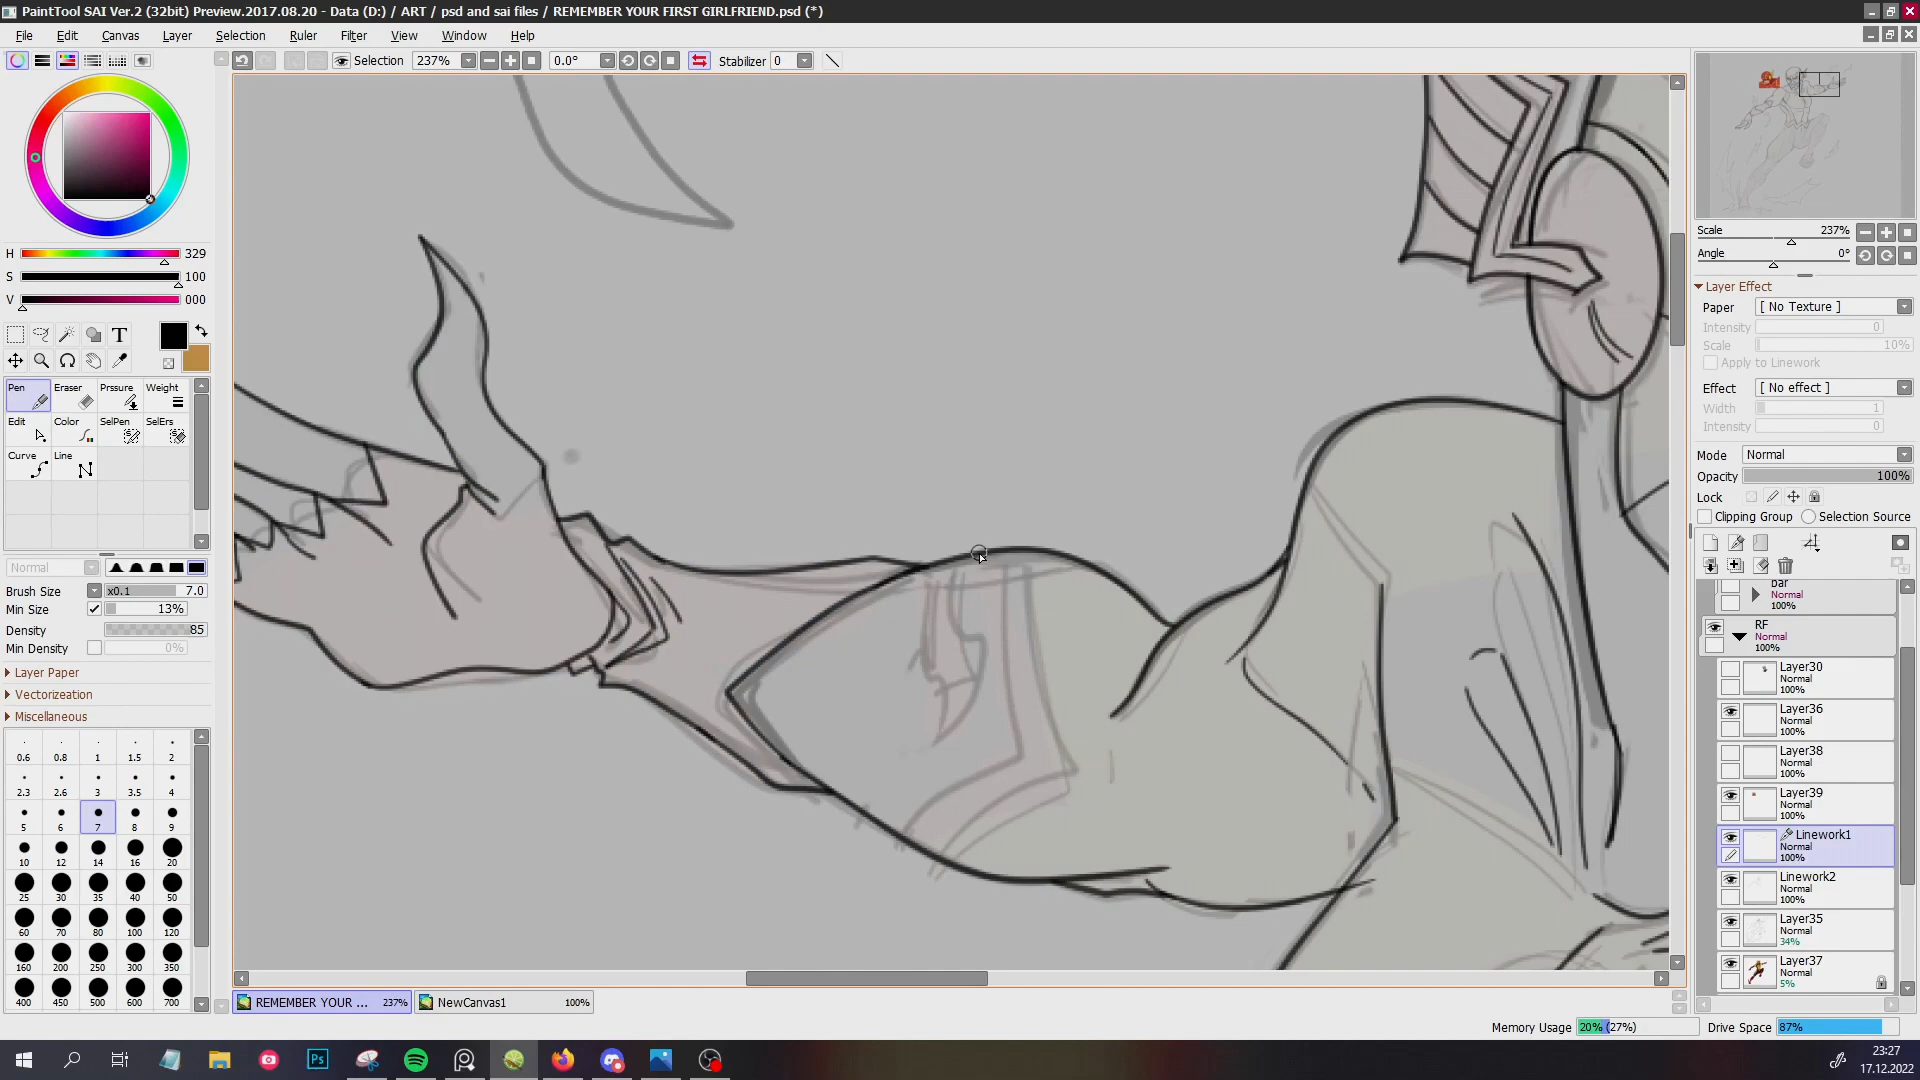 PaintTool SAI Ver.2 (32bit) Preview.2017.08.20 - Data (D:) / ART / psd and sai files / REMEMBER YOUR FIRST GIRLFRIEND.psd (*)
File Edit Canvas Layer Selection Ruler Filter View Window Help
Selection 237% 0.0° Stabilizer 0
H 329
S 100
V 000
T
Pen Eraser Prssure Weight
Edit Color SelPen SelErs
Curve Line
Normal
Brush Size x0.1 7.0
Min Size 13%
Density 85
Min Density 0%
Layer Paper
Vectorization
Miscellaneous
0.6 0.8 1 1.5 2
2.3 2.6 3 3.5 4
5 6 7 8 9
10 12 14 16 20
25 30 35 40 50
60 70 80 100 120
160 200 250 300 350
400 450 500 600 700
Scale 237%
Angle 0°
Layer Effect
Paper [ No Texture ]
Intensity 0
Scale 10%
Apply to Linework
Effect [ No effect ]
Width 1
Intensity 0
Mode Normal
Opacity 100%
Lock
Clipping Group Selection Source
bar
Normal
100%
RF
Normal
100%
Layer30
Normal
100%
Layer36
Normal
100%
Layer38
Normal
100%
Layer39
Normal
100%
Linework1
Normal
100%
Linework2
Normal
100%
Layer35
Normal
34%
Layer37
Normal
5%
REMEMBER YOUR ... 237% NewCanvas1 100%
Memory Usage 20% (27%) Drive Space 87%
Ps
23:27
17.12.2022